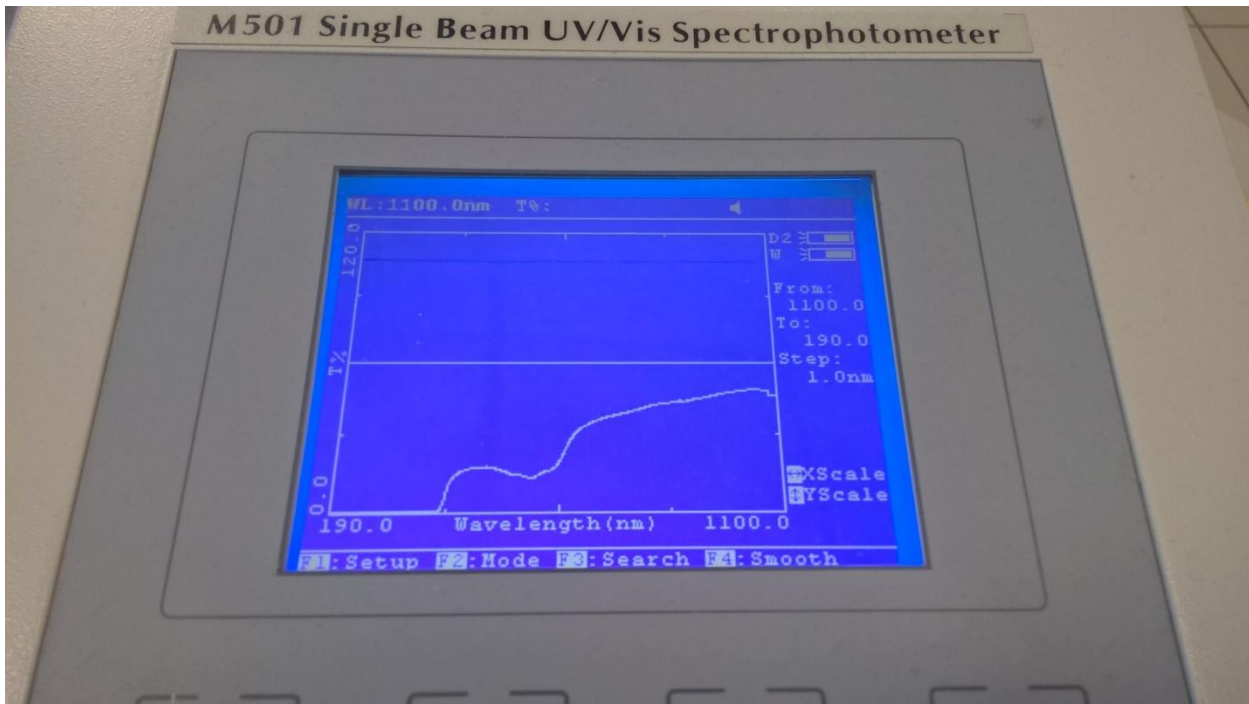 M501 Single Beam UV/Vis Spectrophotometer
WL:1100.0nm T%:
120.0
D2
W
From:
1100.0
To:
190.0
T%
Step:
1.0nm
XScale
0.0
YScale
190.0 Wavelength(nm) 1100.0
F1:Setup F2:Mode F3:Search F4:Smooth